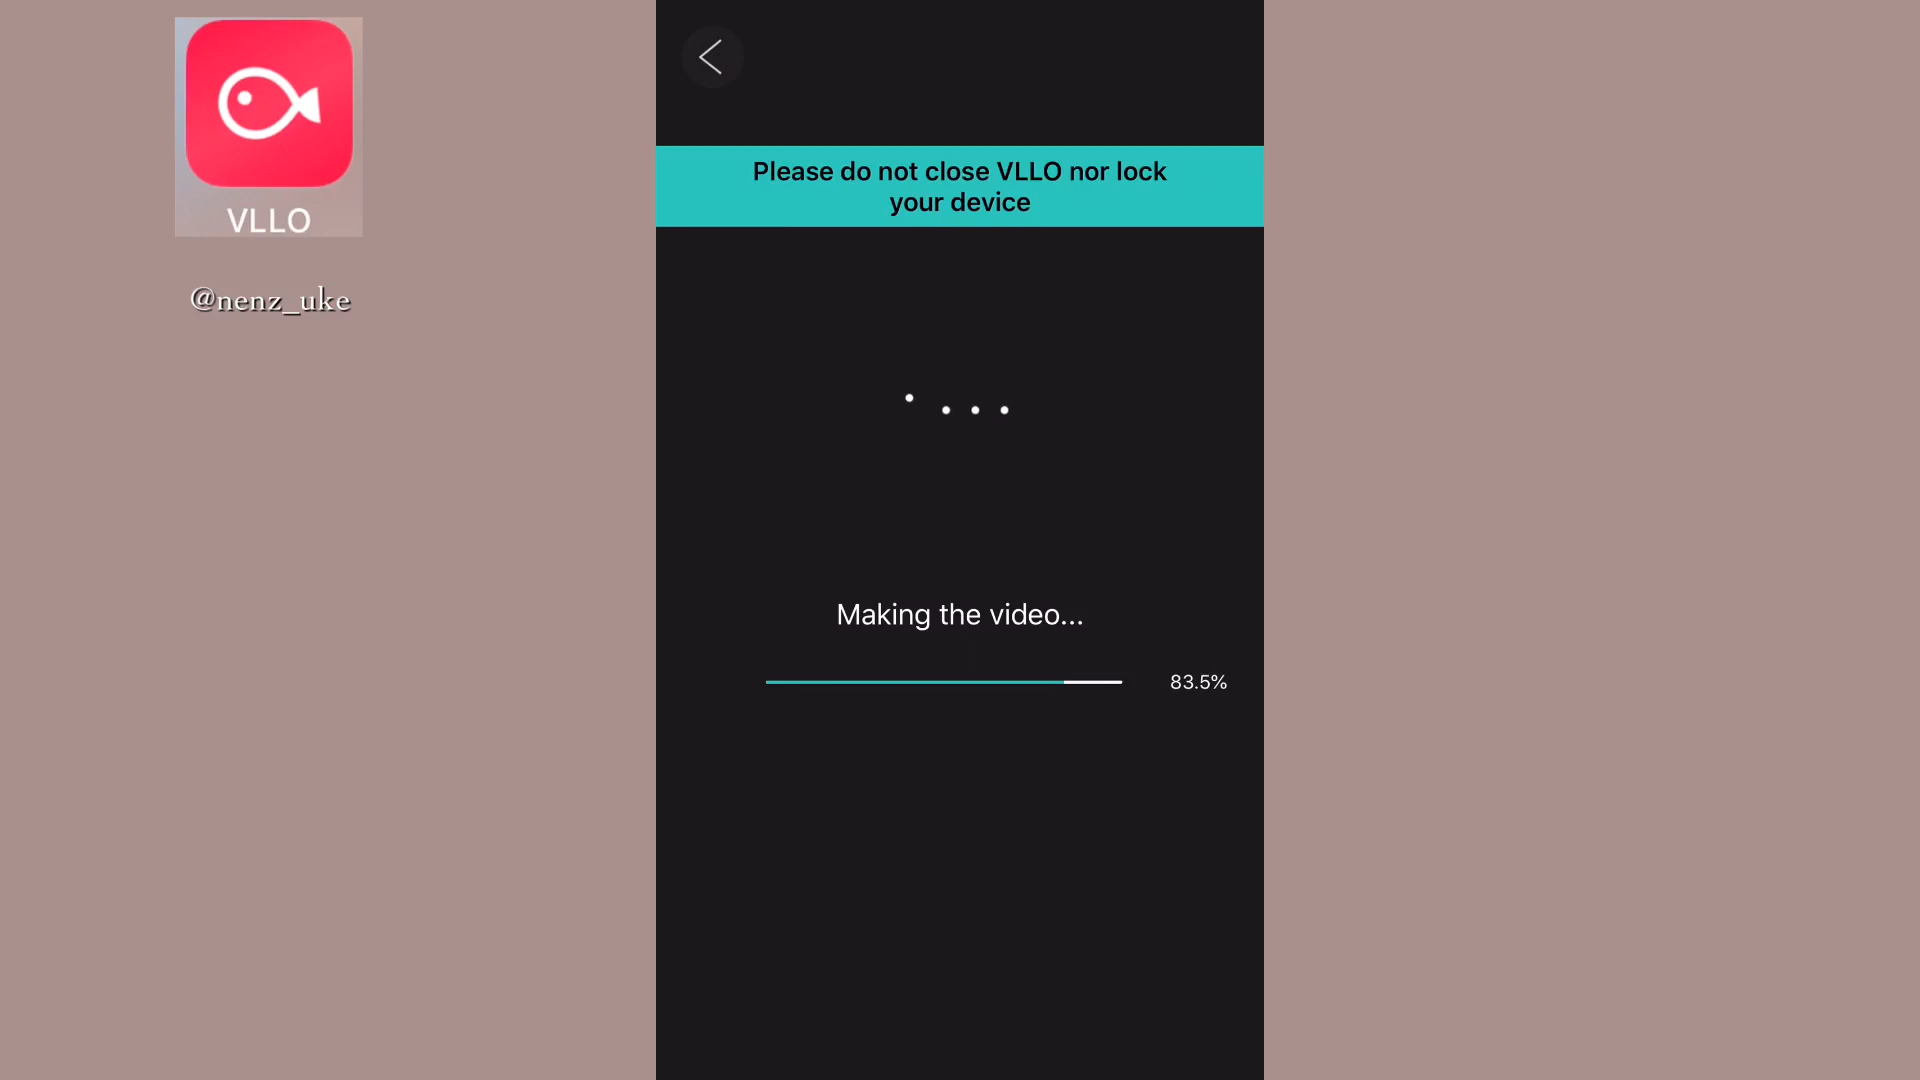 VLLO
@nenz_uke
Please do not close VLLO nor lock
your device
Making the video...
83.5%